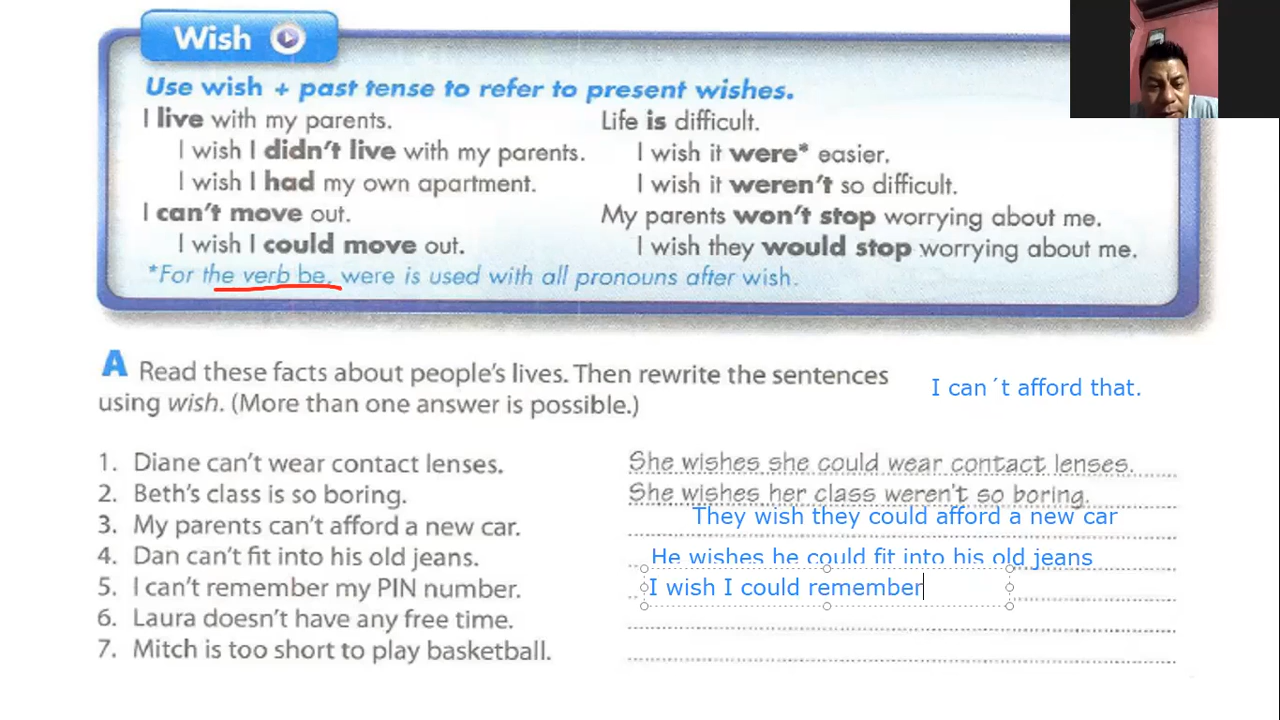 Wish
Use wish + past tense to refer to present wishes.
I live with my parents.
I wish I didn't live with my parents.
I wish I had my own apartment.
I can't move out.
I wish I could move out.
Life is difficult.
I wish it were* easier.
I wish it weren't so difficult.
My parents won't stop worrying about me.
I wish they would stop worrying about me.
*For the verb be, were is used with all pronouns after wish.
A Read these facts about people's lives. Then rewrite the sentences
using wish. (More than one answer is possible.)
I can´t afford that.
1. Diane can't wear contact lenses. She wishes she could wear contact lenses.
2. Beth's class is so boring. She wishes her class weren't so boring.
3. My parents can't afford a new car. They wish they could afford a new car
4. Dan can't fit into his old jeans. He wishes he could fit into his old jeans
5. I can't remember my PIN number. I wish I could remember
6. Laura doesn't have any free time.
7. Mitch is too short to play basketball.